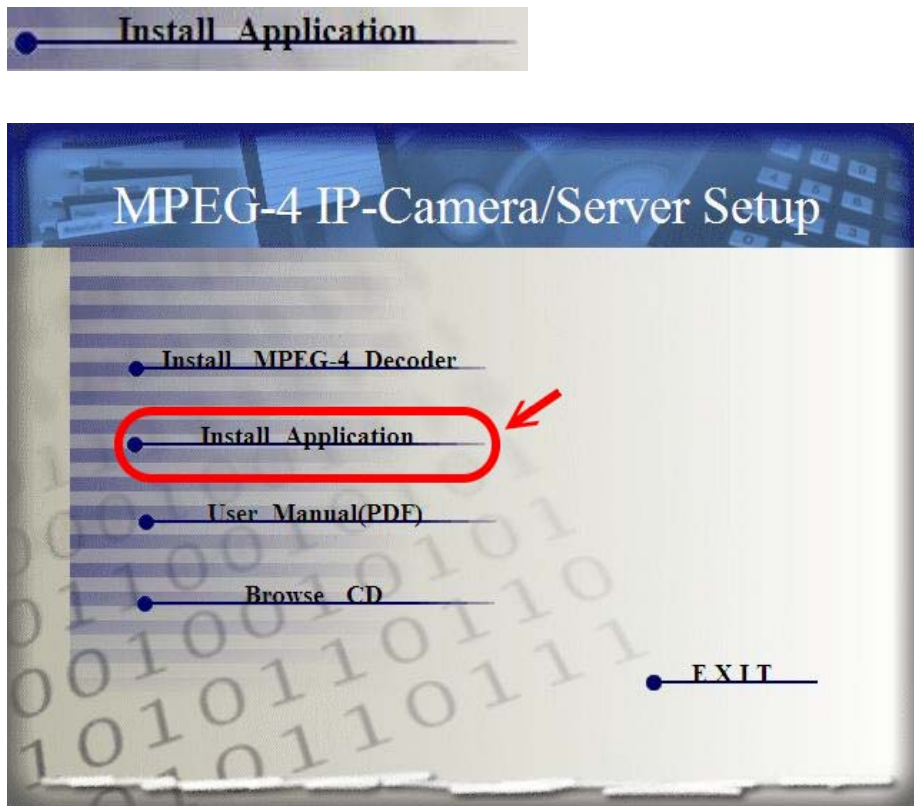 Install Application
MPEG-4 IP-Camera/Server Setup
Install MPEG-4 Decoder
Install Application
User Manual(PDF)
Browse CD
EXIT